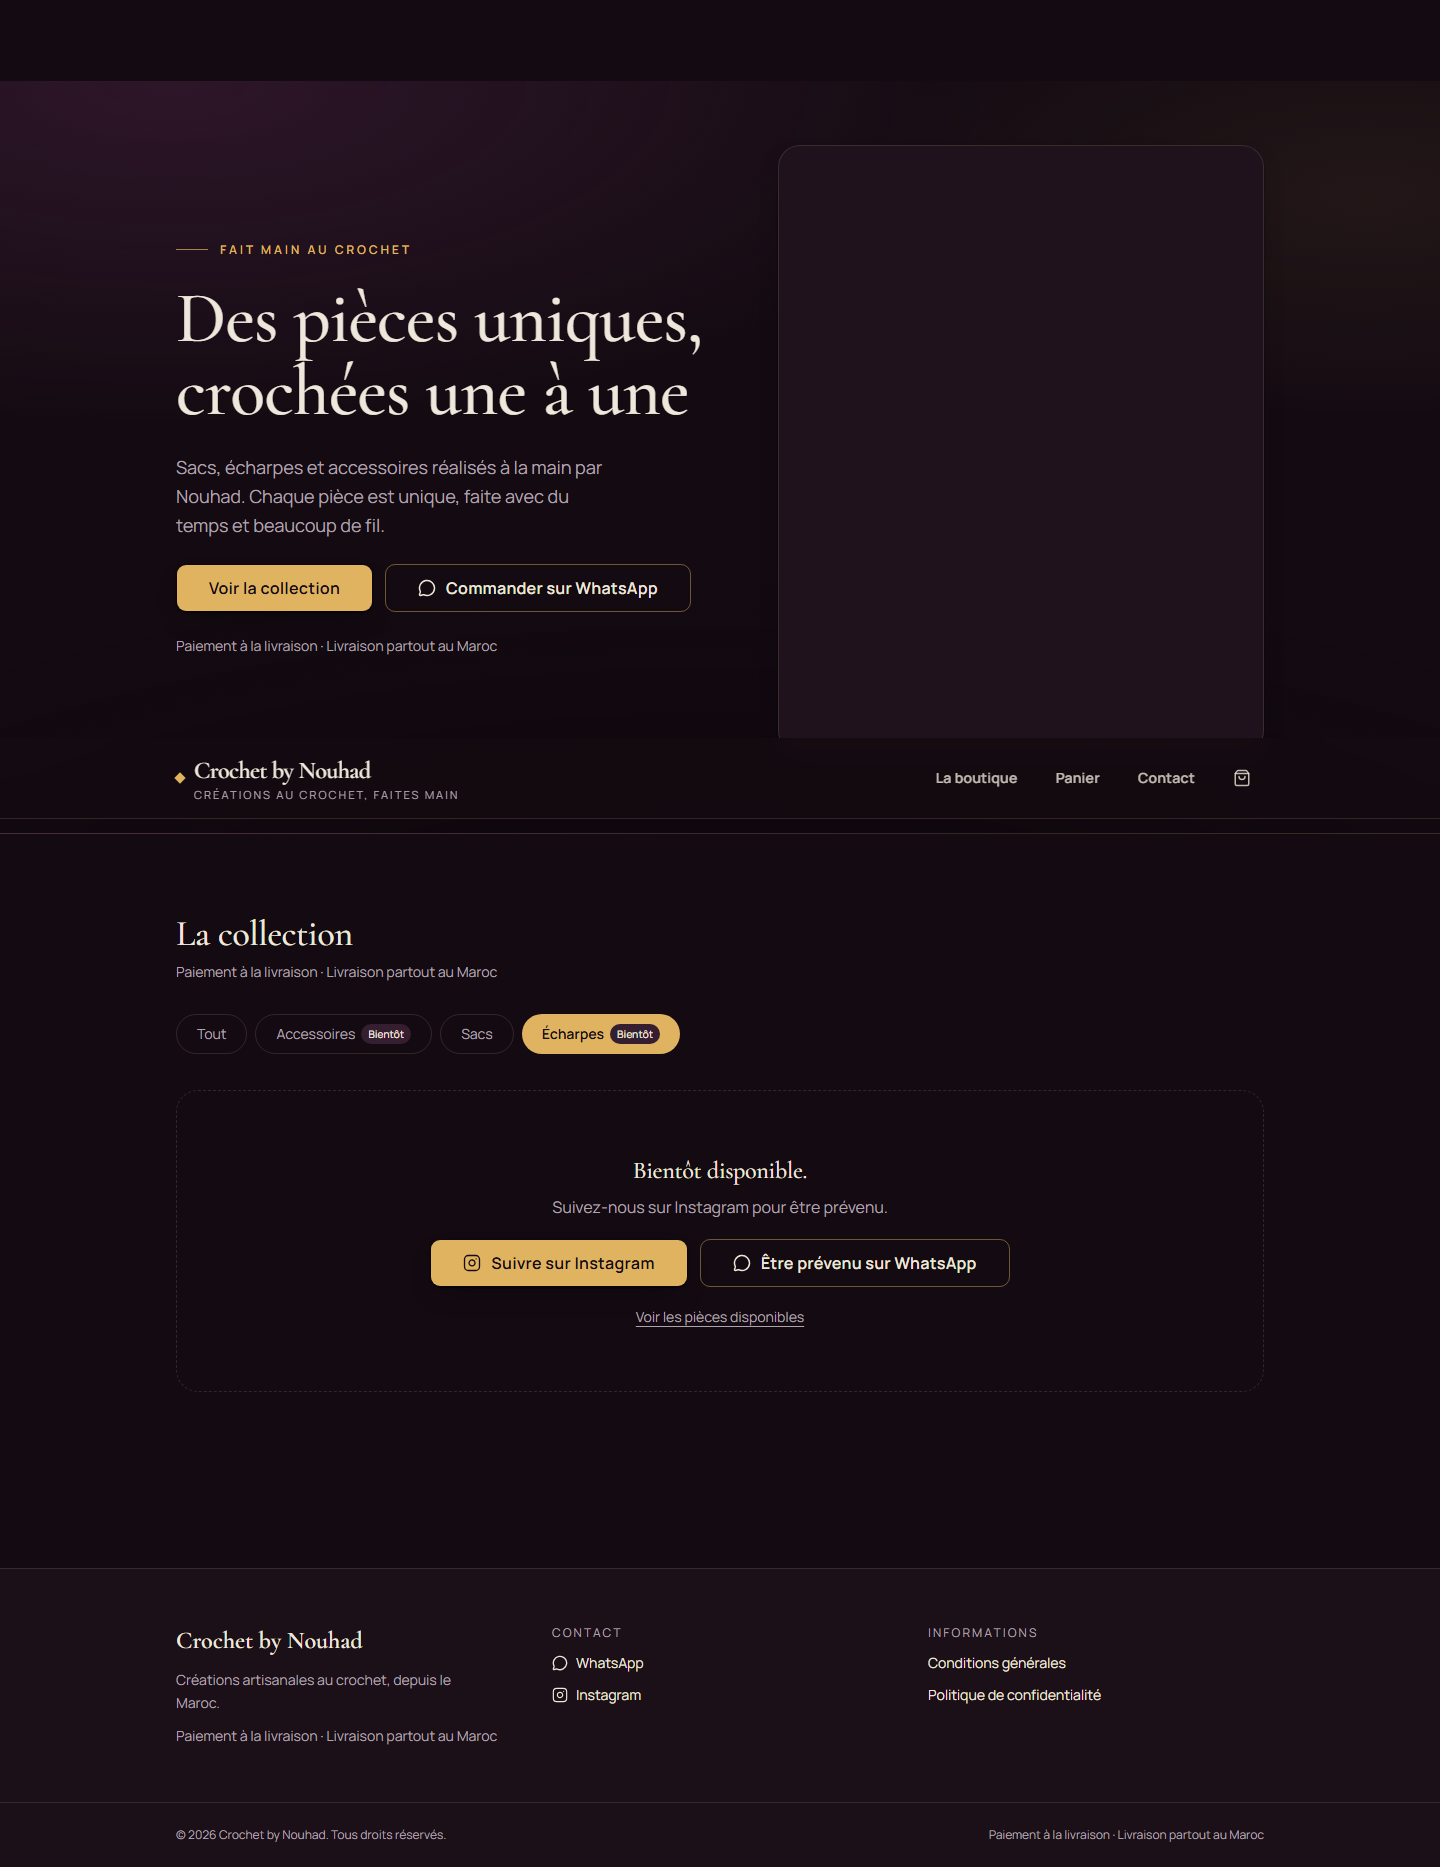 FAIT MAIN AU CROCHET
Des pièces uniques,
crochées une à une
Sacs, écharpes et accessoires réalisés à la main par
Nouhad. Chaque pièce est unique, faite avec du
temps et beaucoup de fil.
Voir la collection
Commander sur WhatsApp
Paiement à la livraison · Livraison partout au Maroc
Crochet by Nouhad
CRÉATIONS AU CROCHET, FAITES MAIN
La boutique
Panier
Contact
La collection
Paiement à la livraison · Livraison partout au Maroc
Tout
Accessoires Bientôt
Sacs
Écharpes Bientôt
Bientôt disponible.
Suivez-nous sur Instagram pour être prévenu.
Suivre sur Instagram
Être prévenu sur WhatsApp
Voir les pièces disponibles
Crochet by Nouhad
Créations artisanales au crochet, depuis le
Maroc.
Paiement à la livraison · Livraison partout au Maroc
CONTACT
WhatsApp
Instagram
INFORMATIONS
Conditions générales
Politique de confidentialité
© 2026 Crochet by Nouhad. Tous droits réservés.
Paiement à la livraison · Livraison partout au Maroc